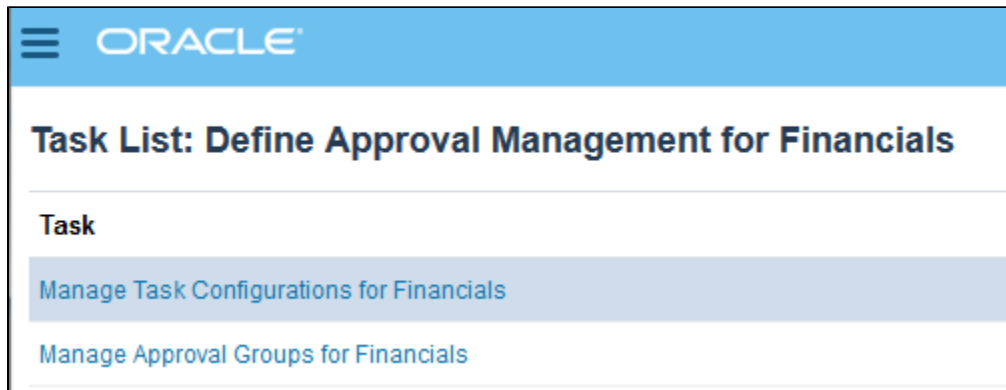 ORACLE
Task List: Define Approval Management for Financials
Task
Manage Task Configurations for Financials
Manage Approval Groups for Financials